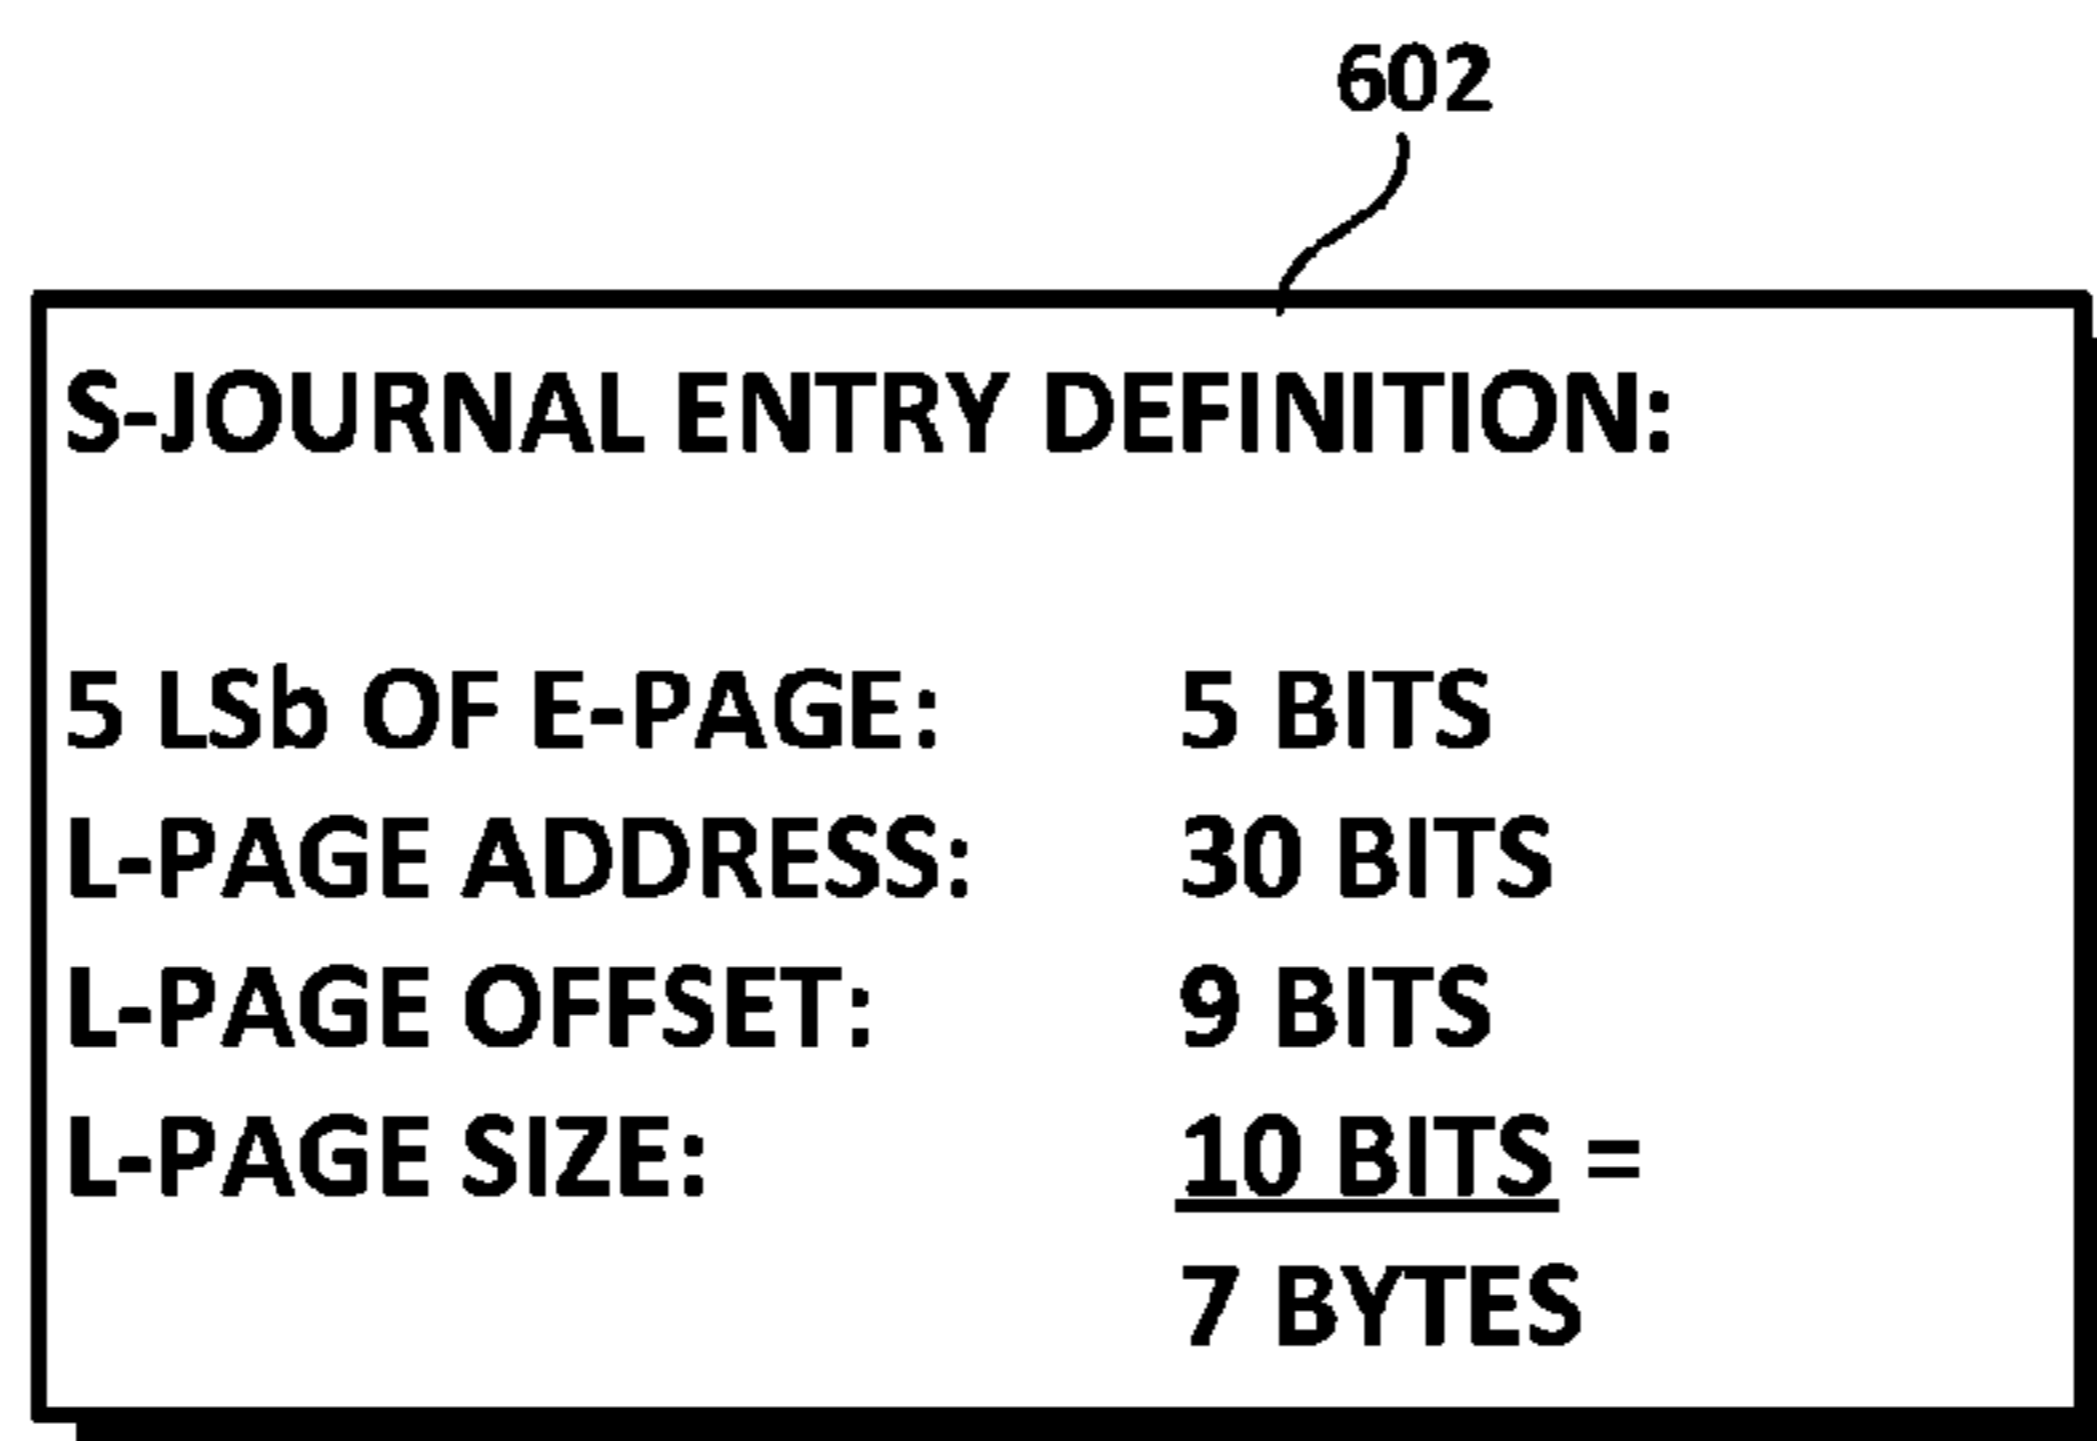 602
S-JOURNAL ENTRY DEFINITION:
5 LSb OF E-PAGE: 5 BITS
L-PAGE ADDRESS: 30 BITS
L-PAGE OFFSET: 9 BITS
L-PAGE SIZE: 10 BITS =
7 BYTES